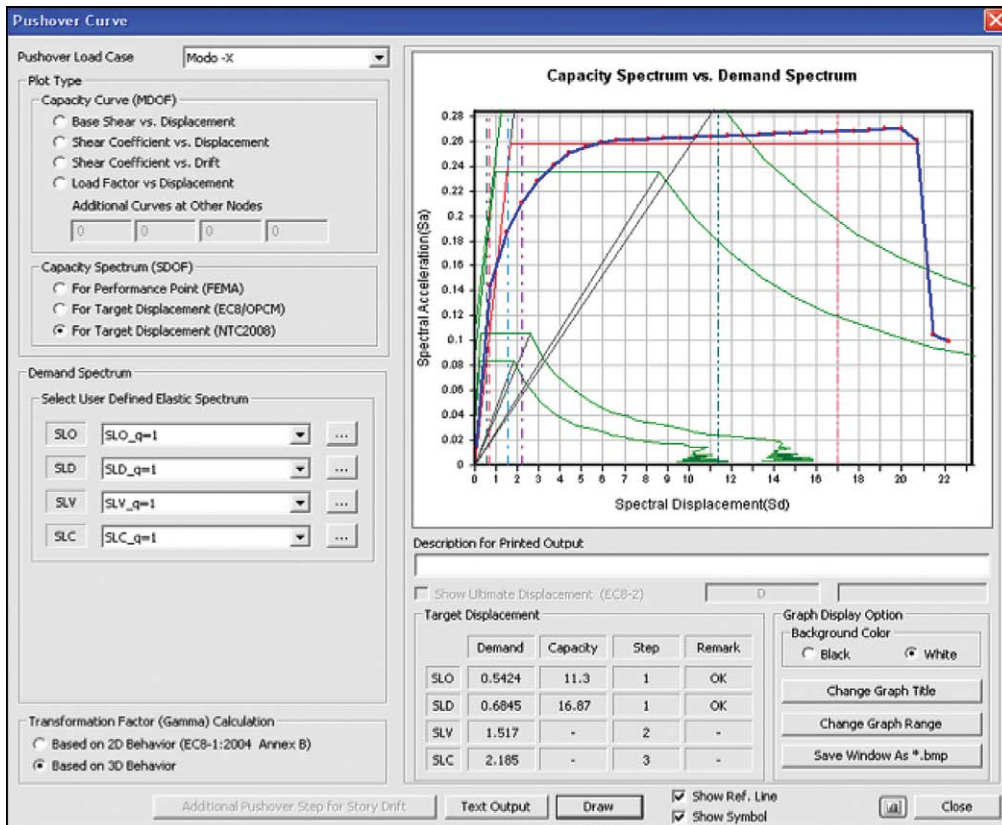 Pushover Curve
Pushover Load Case
Modo -X
Plot Type
Capacity Curve (MDOF)
Base Shear vs. Displacement
Shear Coefficient vs. Displacement
Shear Coefficient vs. Drift
Load Factor vs Displacement
Additional Curves at Other Nodes
0 0 0 0
Capacity Spectrum (SDOF)
For Performance Point (FEMA)
For Target Displacement (EC8/OPCM)
For Target Displacement (NTC2008)
Demand Spectrum
Select User Defined Elastic Spectrum
SLO SLO_q=1 ...
SLD SLD_q=1 ...
SLV SLV_q=1 ...
SLC SLC_q=1 ...
Transformation Factor (Gamma) Calculation
Based on 2D Behavior (EC8-1:2004 Annex B)
Based on 3D Behavior
Capacity Spectrum vs. Demand Spectrum
Spectral Acceleration(Sa)
0.28
0.26
0.24
0.22
0.2
0.18
0.16
0.14
0.12
0.1
0.08
0.06
0.04
0.02
0
0 1 2 3 4 5 6 7 8 9 10 11 12 13 14 15 16 17 18 20 21 22
Spectral Displacement(Sd)
Description for Printed Output
Show Ultimate Displacement (EC8-2)
D
Target Displacement
Demand Capacity Step Remark
SLO 0.5424 11.3 1 OK
SLD 0.6845 16.87 1 OK
SLV 1.517 - 2 -
SLC 2.185 - 3 -
Graph Display Option
Background Color
Black White
Change Graph Title
Change Graph Range
Save Window As *.bmp
Additional Pushover Step for Story Drift
Text Output
Draw
Show Ref. Line
Show Symbol
Close